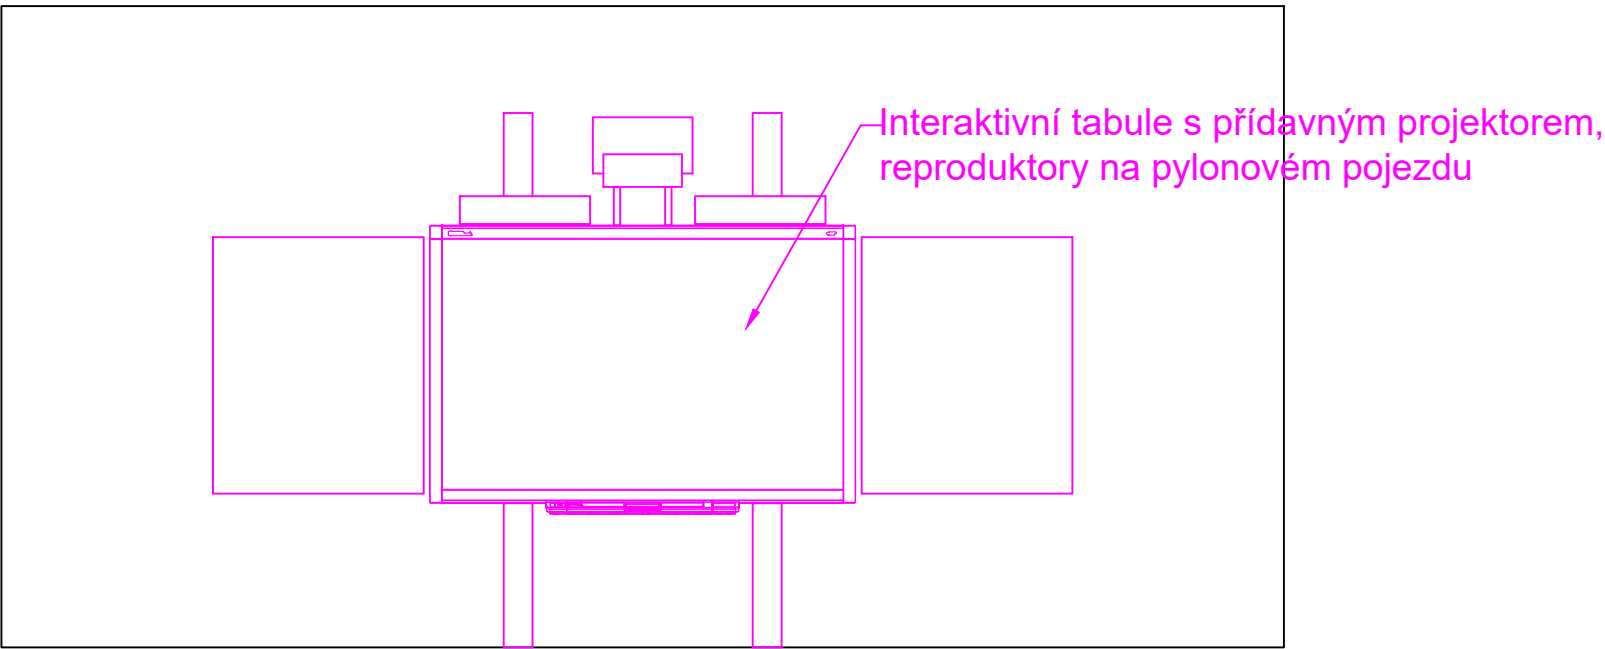 Interaktivní tabule s přídavným projektorem,
reproduktory na pylonovém pojezdu